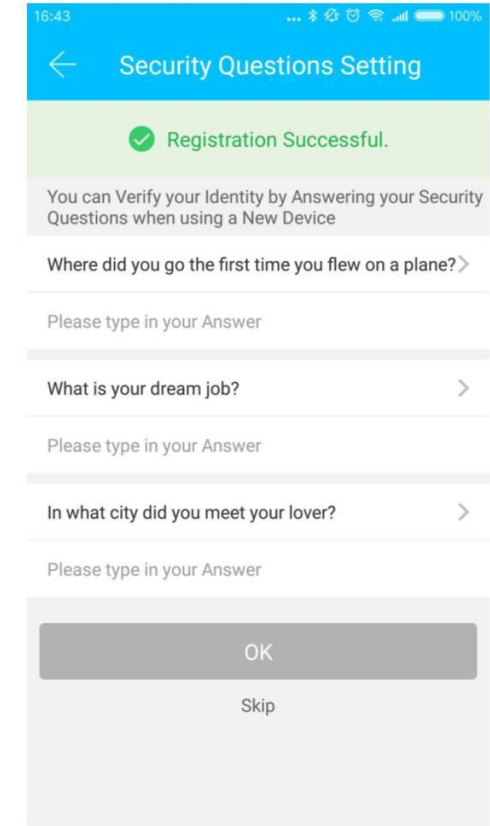 16:43 ... 100%
Security Questions Setting
Registration Successful.
You can Verify your Identity by Answering your Security
Questions when using a New Device
Where did you go the first time you flew on a plane?
Please type in your Answer
What is your dream job?
Please type in your Answer
In what city did you meet your lover?
Please type in your Answer
OK
Skip